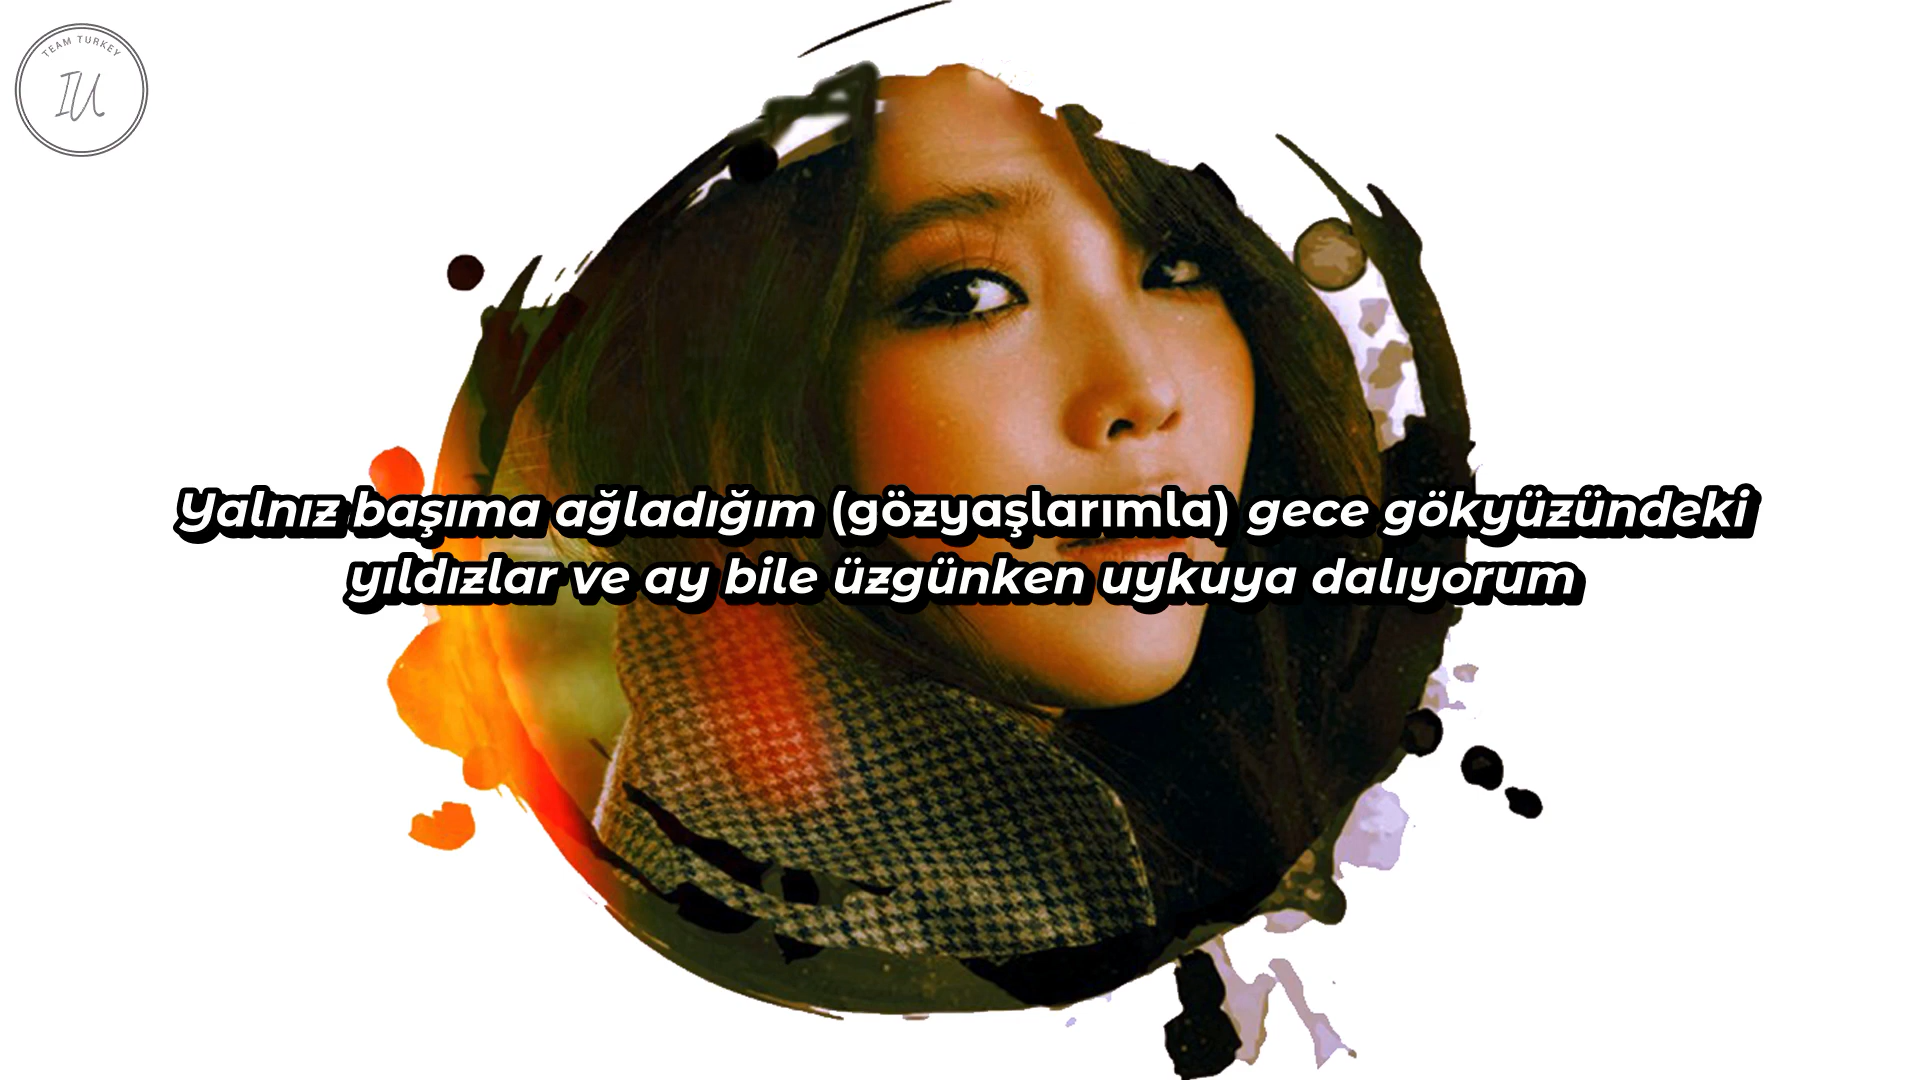 TEAM TURKEY
IU
Yalnız başıma ağladığım (gözyaşlarımla) gece gökyüzündeki
yıldızlar ve ay bile üzgünken uykuya dalıyorum